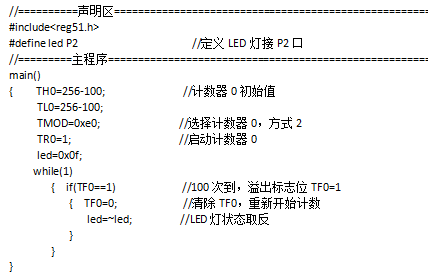 //=========声明区===================================
#include<reg51.h>
#define led P2 //定义 LED 灯接 P2 口
//=========主程序===================================
main()
{ TH0=256-100; //计数器 0 初始值
TL0=256-100;
TMOD=0xe0; //选择计数器 0，方式 2
TR0=1; //启动计数器 0
led=0x0f;
while(1)
{ if(TF0==1) //100 次到，溢出标志位 TF0=1
{ TF0=0; //清除 TF0，重新开始计数
led=~led; //LED 灯状态取反
}
}
}